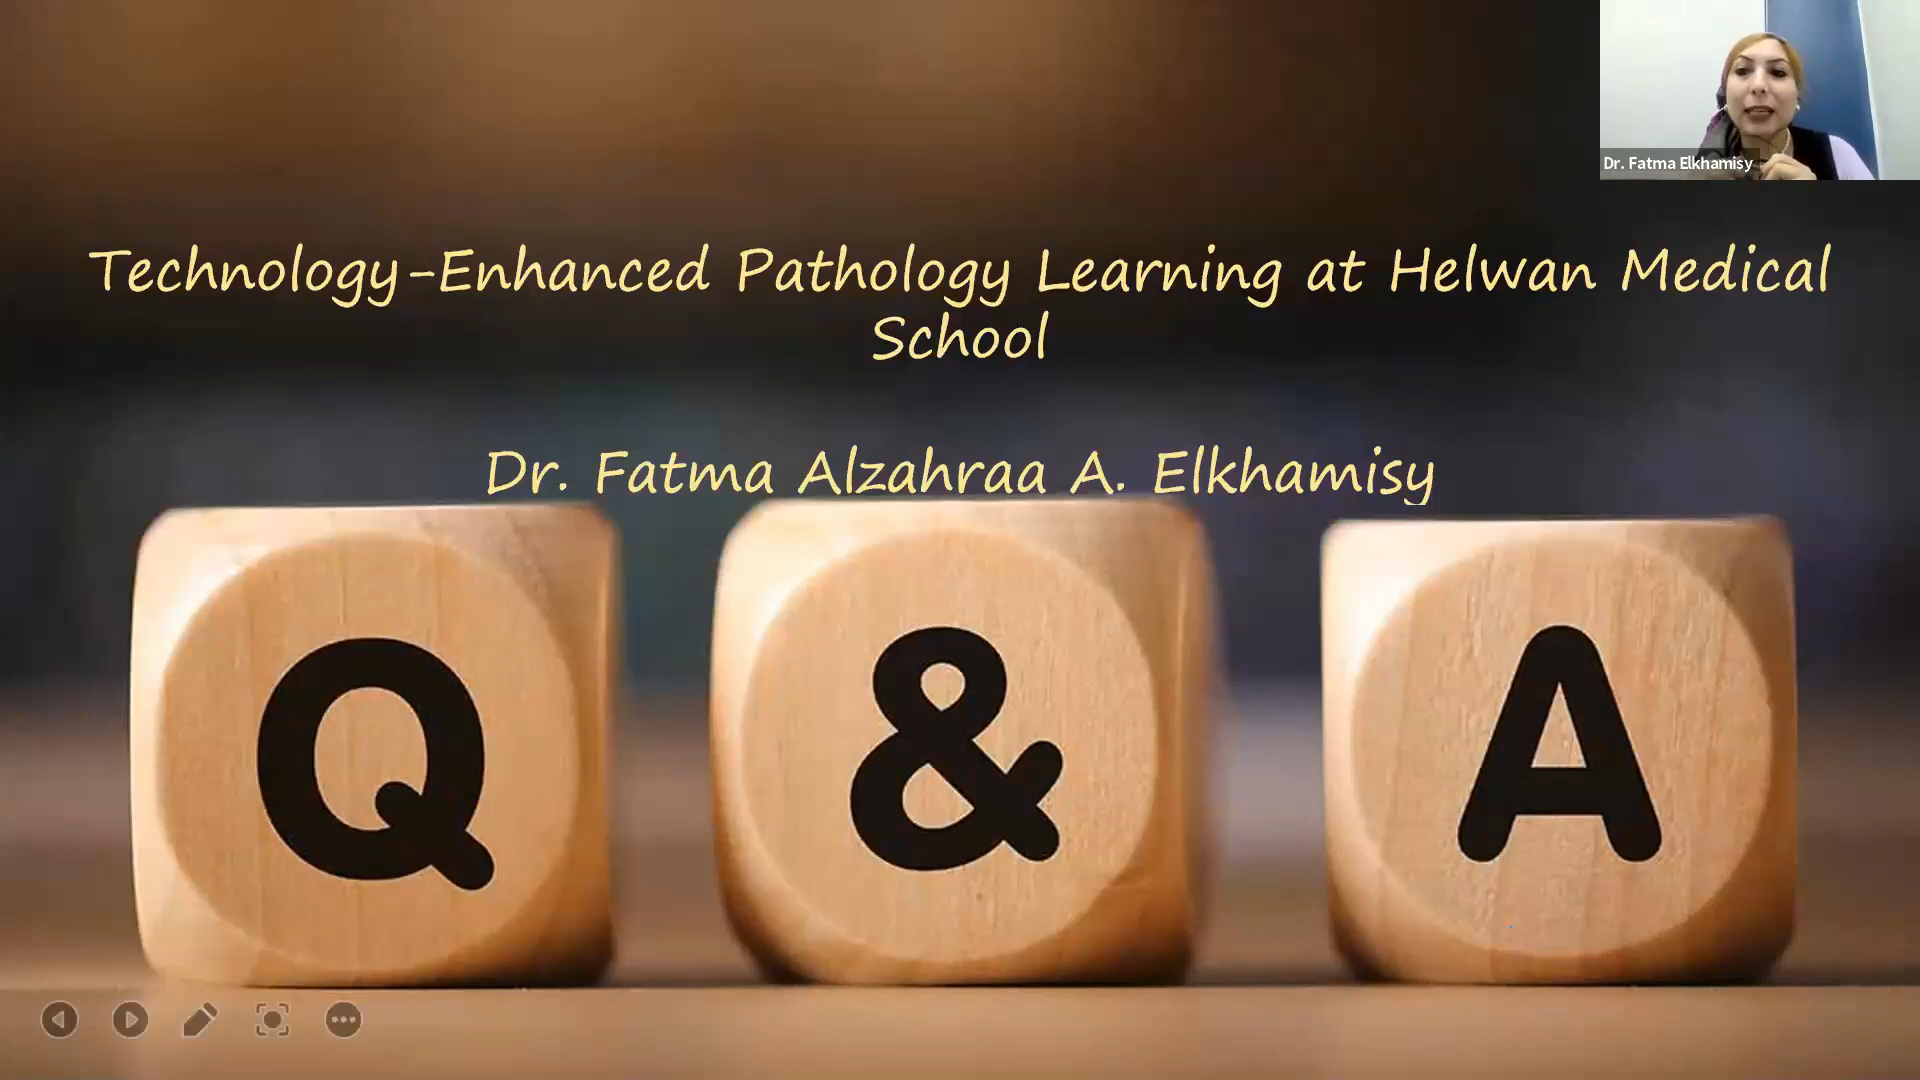 Dr. Fatma Elkhamisy
Technology-Enhanced Pathology Learning at Helwan Medical
School
Dr. Fatma Alzahraa A. Elkhamisy
Q & A